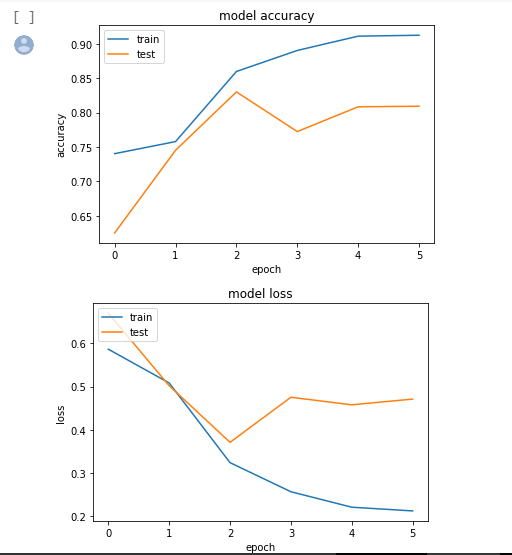 [ ]
model accuracy
train
test
0.90
0.85
0.80
0.75
0.70
0.65
accuracy
0 1 2 3 4 5
epoch
model loss
train
test
0.6
0.5
0.4
0.3
0.2
loss
0 1 2 3 4 5
epoch